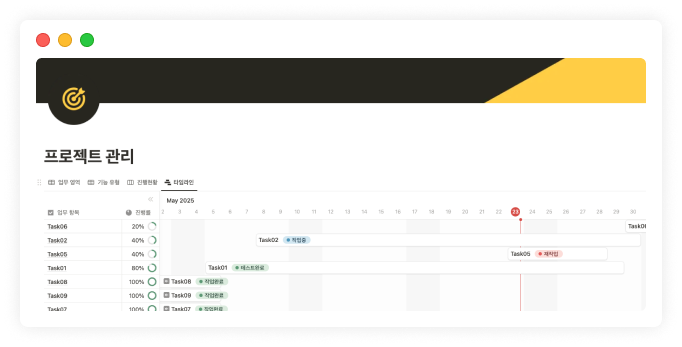 프로젝트 관리
업무 영역 기능 유형 진행현황 타임라인
May 2025
업무 항목 진행률 2 3 4 5 6 7 8 9 10 11 12 13 14 15 16 17 18 19 20 21 22 23 24 25 26 27 28 29 30
Task06 20% Task0
Task02 40% Task02 작업중
Task05 40% Task05 재작업
Task01 80% Task01 테스트완료
Task08 100% Task08 작업완료
Task09 100% Task09 작업완료
Task07 100% Task07 작업완료